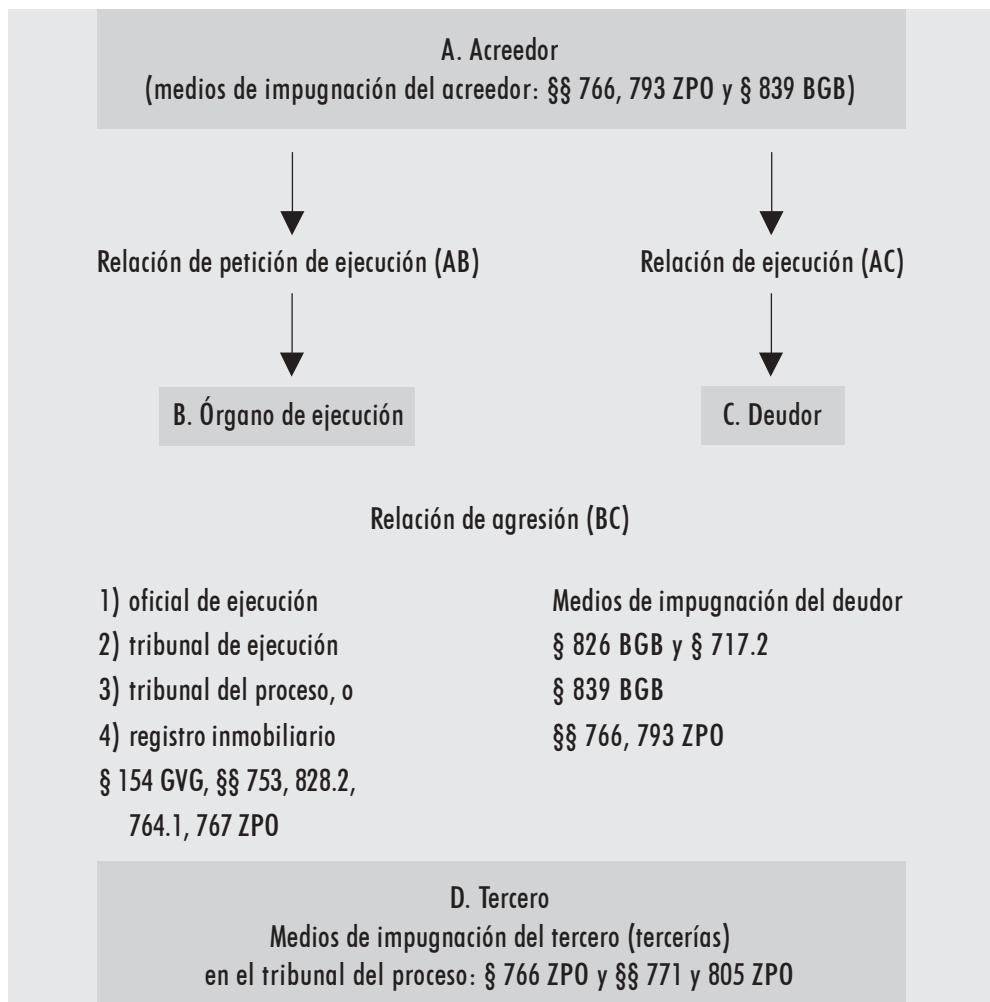 A. Acreedor
(medios de impugnación del acreedor: §§ 766, 793 ZPO y § 839 BGB)
Relación de petición de ejecución (AB)
Relación de ejecución (AC)
B. Órgano de ejecución
C. Deudor
Relación de agresión (BC)
1) oficial de ejecución
2) tribunal de ejecución
3) tribunal del proceso, o
4) registro inmobiliario
§ 154 GVG, §§ 753, 828.2,
764.1, 767 ZPO
Medios de impugnación del deudor
§ 826 BGB y § 717.2
§ 839 BGB
§§ 766, 793 ZPO
D. Tercero
Medios de impugnación del tercero (tercerías)
en el tribunal del proceso: § 766 ZPO y §§ 771 y 805 ZPO